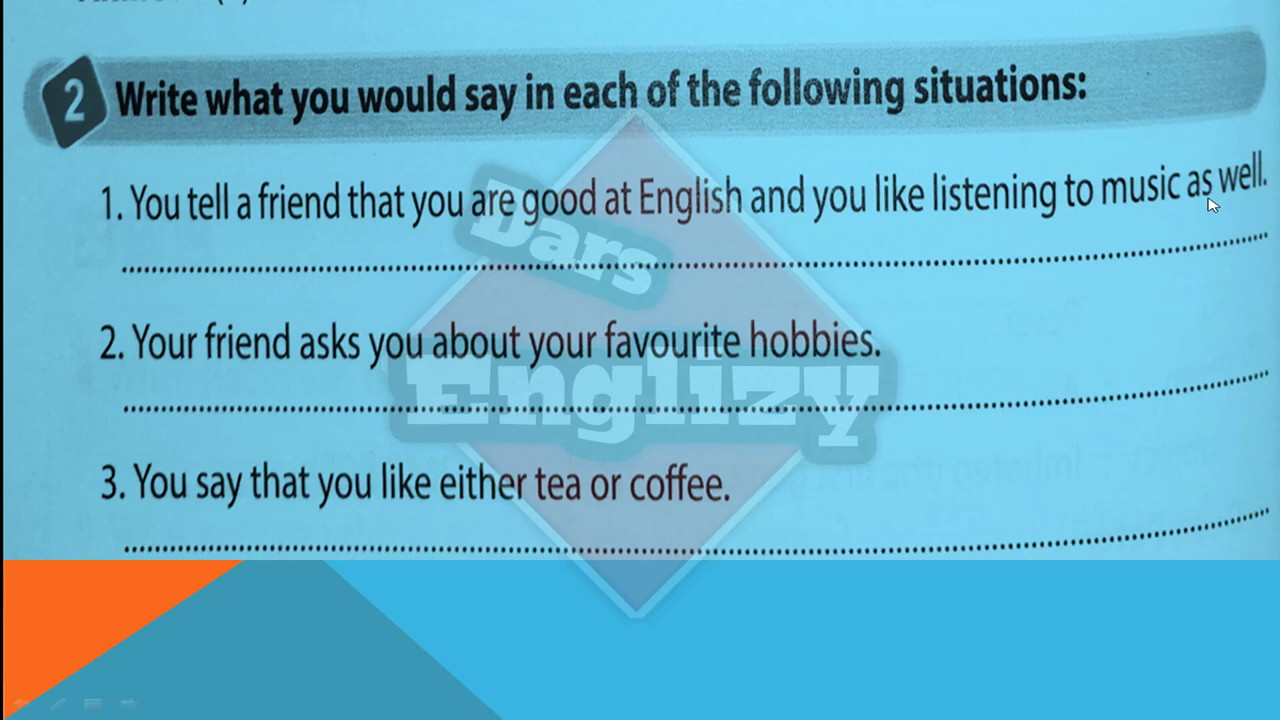 2 Write what you would say in each of the following situations:
1. You tell a friend that you are good at English and you like listening to music as well.
2. Your friend asks you about your favourite hobbies.
3. You say that you like either tea or coffee.
Dars
Englizy